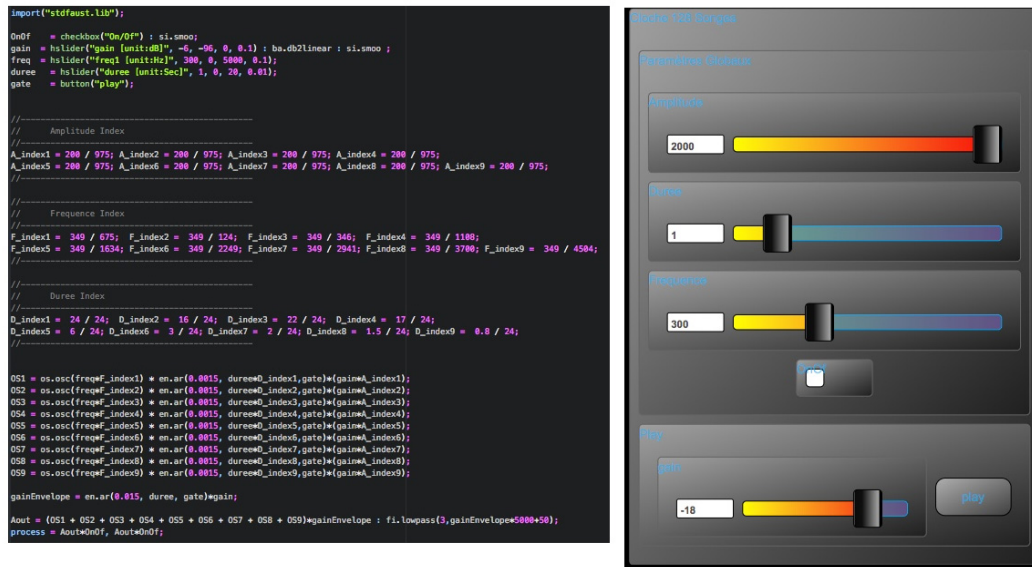 import("stdfaust.lib");
OnOf = checkbox("On/Of") : si.smoo;
gain = hslider("gain [unit:dB]", -6, -96, 0, 0.1) : ba.db2linear : si.smoo ;
freq = hslider("freq1 [unit:Hz]", 300, 0, 5000, 0.1);
duree = hslider("duree [unit:Sec]", 1, 0, 20, 0.01);
gate = button("play");
//-----------------------------------------------
// Amplitude Index
//-----------------------------------------------
A_index1 = 200 / 975; A_index2 = 200 / 975; A_index3 = 200 / 975; A_index4 = 200 / 975;
A_index5 = 200 / 975; A_index6 = 200 / 975; A_index7 = 200 / 975; A_index8 = 200 / 975; A_index9 = 200 / 975;
//-----------------------------------------------
//-----------------------------------------------
// Frequence Index
//-----------------------------------------------
F_index1 = 349 / 675; F_index2 = 349 / 124; F_index3 = 349 / 346; F_index4 = 349 / 1108;
F_index5 = 349 / 1634; F_index6 = 349 / 2249; F_index7 = 349 / 2941; F_index8 = 349 / 3700; F_index9 = 349 / 4504;
//-----------------------------------------------
//-----------------------------------------------
// Duree Index
//-----------------------------------------------
D_index1 = 24 / 24; D_index2 = 16 / 24; D_index3 = 22 / 24; D_index4 = 17 / 24;
D_index5 = 6 / 24; D_index6 = 3 / 24; D_index7 = 2 / 24; D_index8 = 1.5 / 24; D_index9 = 0.8 / 24;
//-----------------------------------------------
OS1 = os.osc(freq*F_index1) * en.ar(0.0015, duree*D_index1,gate)*(gain*A_index1);
OS2 = os.osc(freq*F_index2) * en.ar(0.0015, duree*D_index2,gate)*(gain*A_index2);
OS3 = os.osc(freq*F_index3) * en.ar(0.0015, duree*D_index3,gate)*(gain*A_index3);
OS4 = os.osc(freq*F_index4) * en.ar(0.0015, duree*D_index4,gate)*(gain*A_index4);
OS5 = os.osc(freq*F_index5) * en.ar(0.0015, duree*D_index5,gate)*(gain*A_index5);
OS6 = os.osc(freq*F_index6) * en.ar(0.0015, duree*D_index6,gate)*(gain*A_index6);
OS7 = os.osc(freq*F_index7) * en.ar(0.0015, duree*D_index7,gate)*(gain*A_index7);
OS8 = os.osc(freq*F_index8) * en.ar(0.0015, duree*D_index8,gate)*(gain*A_index8);
OS9 = os.osc(freq*F_index9) * en.ar(0.0015, duree*D_index9,gate)*(gain*A_index9);
gainEnvelope = en.ar(0.015, duree, gate)*gain;
Aout = (OS1 + OS2 + OS3 + OS4 + OS5 + OS6 + OS7 + OS8 + OS9)*gainEnvelope : fi.lowpass(3,gainEnvelope*5000+50);
process = Aout*OnOf, Aout*OnOf;
Amplitude
2000
Duree
1
Frequence
300
Play
gain
-18
play